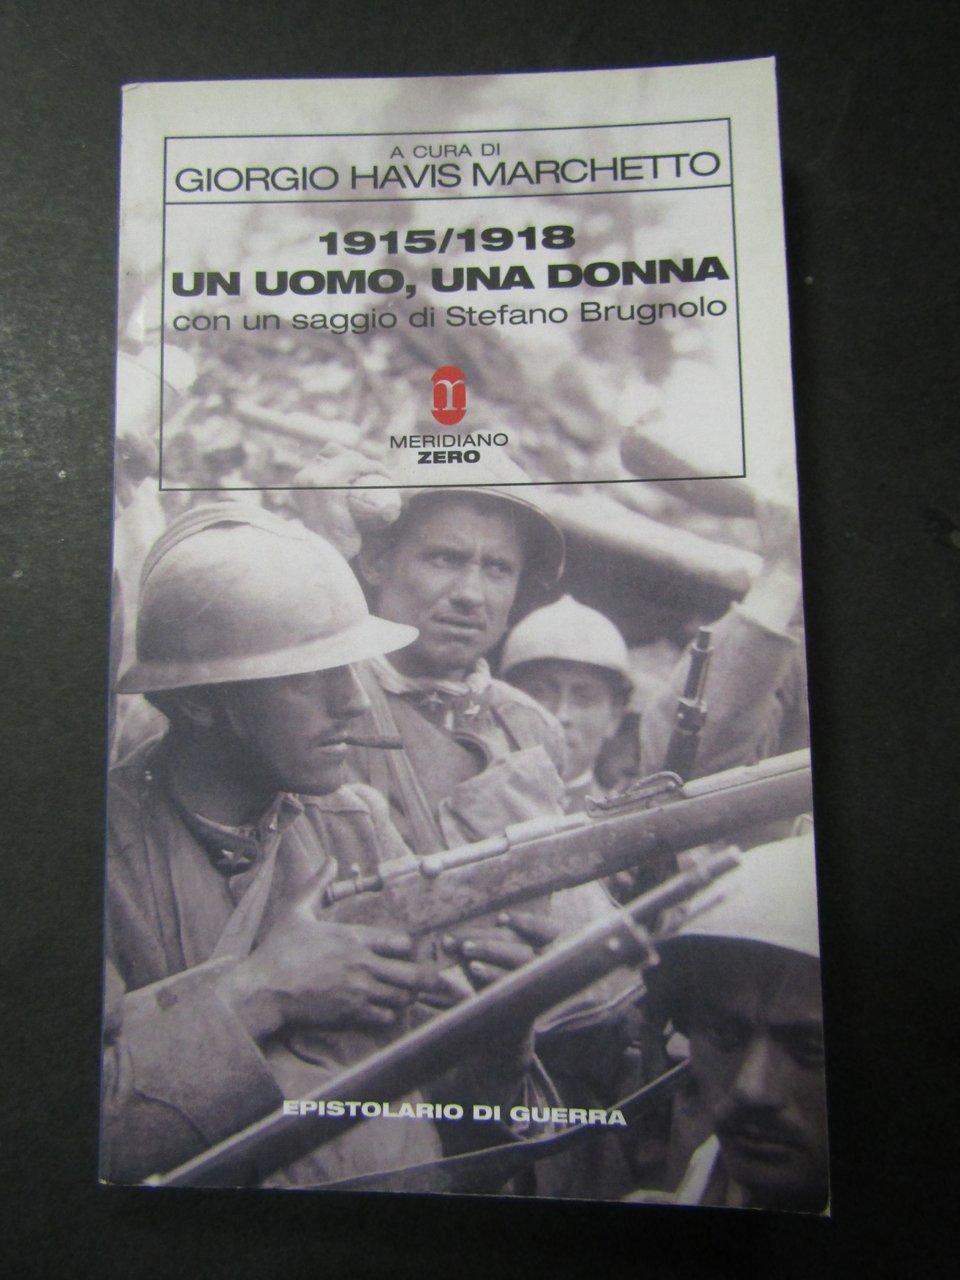 A CURA DI
GIORGIO HAVIS MARCHETTO
1915/1918
UN UOMO, UNA DONNA
con un saggio di Stefano Brugnolo
MERIDIANO
ZERO
EPISTOLARIO DI GUERRA